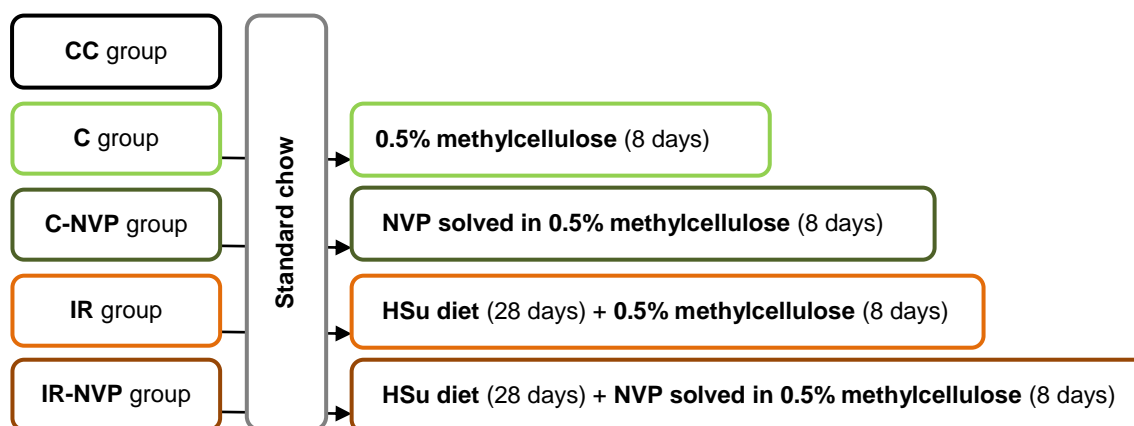 CC group
C group
C-NVP group
IR group
IR-NVP group
Standard chow
0.5% methylcellulose (8 days)
NVP solved in 0.5% methylcellulose (8 days)
HSu diet (28 days) + 0.5% methylcellulose (8 days)
HSu diet (28 days) + NVP solved in 0.5% methylcellulose (8 days)